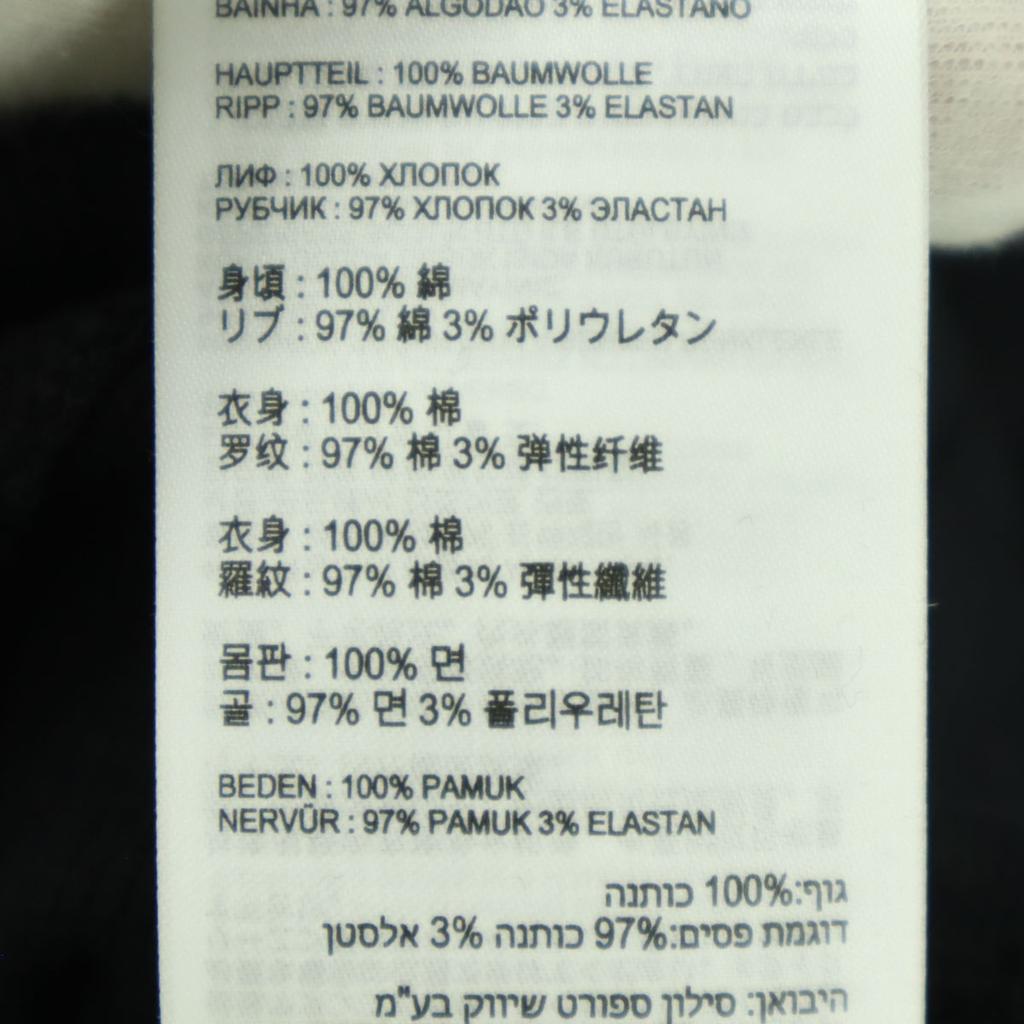 BAINHA : 97% ALGODÃO 3% ELASTANO
HAUPTTEIL : 100% BAUMWOLLE
RIPP : 97% BAUMWOLLE 3% ELASTAN
ЛИФ : 100% ХЛОПОК
РУБЧИК : 97% ХЛОПОК 3% ЭЛАСТАН
身頃 : 100% 綿
リブ : 97% 綿 3% ポリウレタン
衣身 : 100% 棉
罗纹 : 97% 棉 3% 弹性纤维
衣身 : 100% 棉
羅紋 : 97% 棉 3% 彈性纖維
몸판 : 100% 면
골 : 97% 면 3% 폴리우레탄
BEDEN : 100% PAMUK
NERVÜR : 97% PAMUK 3% ELASTAN
גוף:100% כותנה
דוגמת פסים:97% כותנה 3% אלסטן
היבואן: סילון ספורט שיווק בע"מ